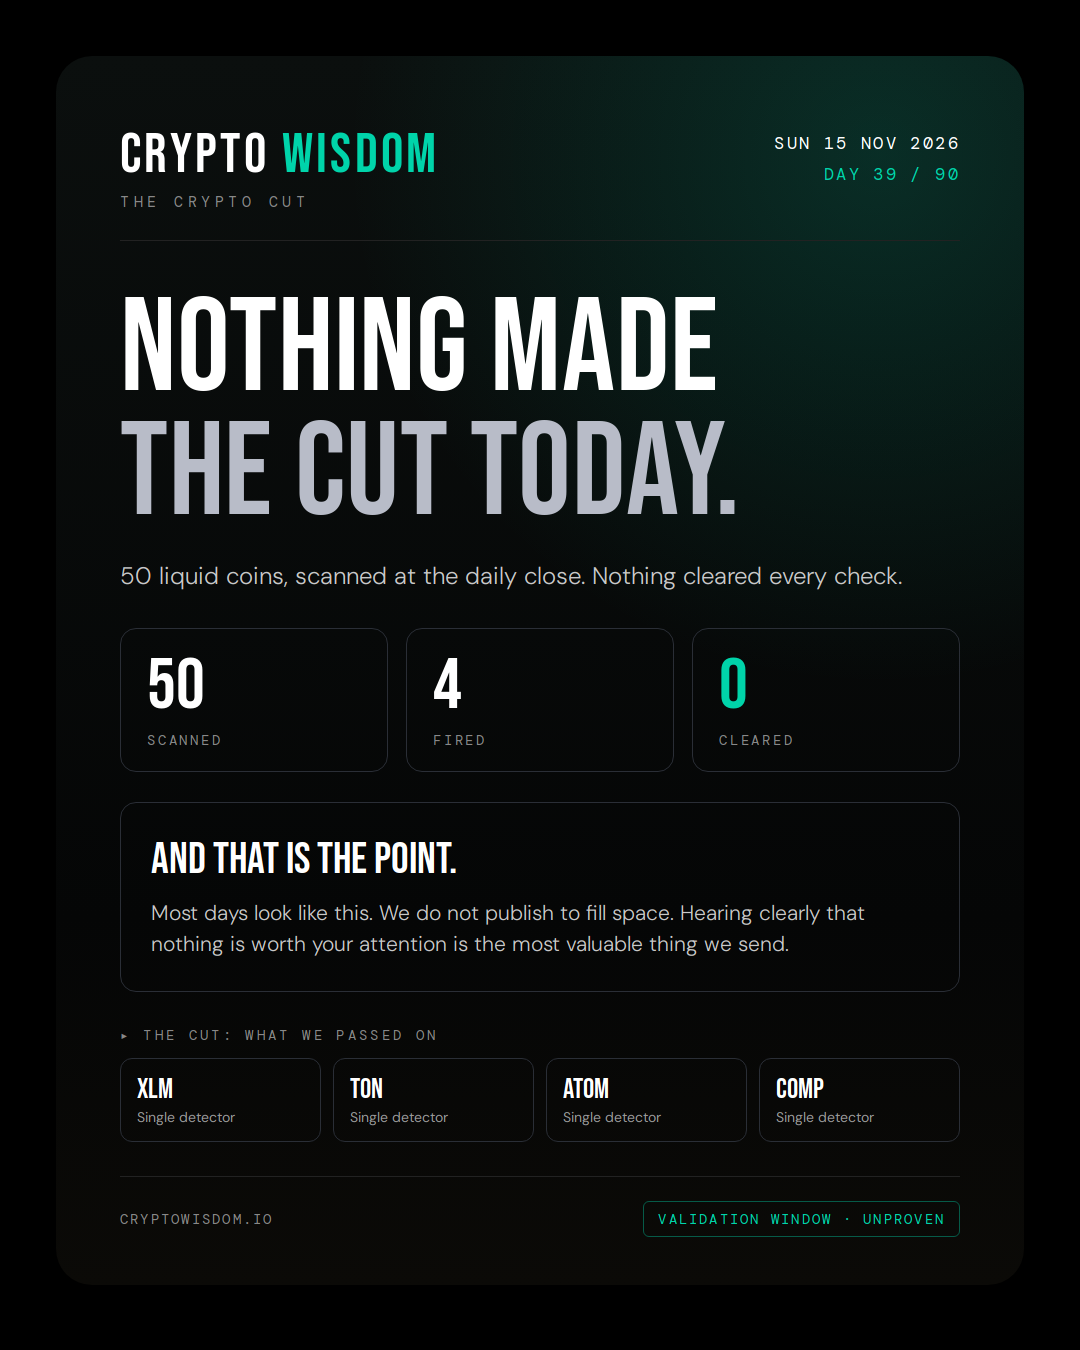 CRYPTO WISDOM
THE CRYPTO CUT
SUN 15 NOV 2026
DAY 39 / 90
NOTHING MADE
THE CUT TODAY.
50 liquid coins, scanned at the daily close. Nothing cleared every check.
50
SCANNED
4
FIRED
0
CLEARED
AND THAT IS THE POINT.
Most days look like this. We do not publish to fill space. Hearing clearly that
nothing is worth your attention is the most valuable thing we send.
▸ THE CUT: WHAT WE PASSED ON
XLM
Single detector
TON
Single detector
ATOM
Single detector
COMP
Single detector
CRYPTOWISDOM.IO
VALIDATION WINDOW · UNPROVEN